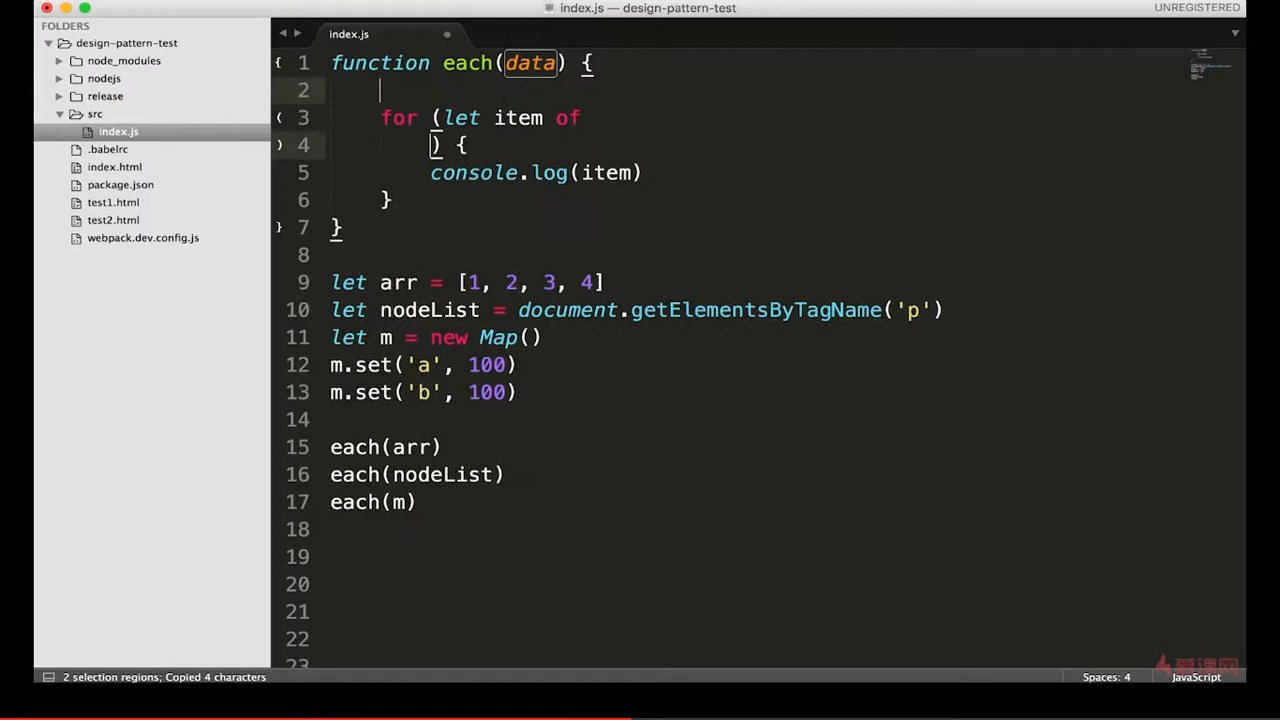 index.js — design-pattern-test
UNREGISTERED
FOLDERS
design-pattern-test
node_modules
nodejs
release
src
index.js
.babelrc
index.html
package.json
test1.html
test2.html
webpack.dev.config.js
index.js
1 function each(data) {
2
3 for (let item of
4 ) {
5 console.log(item)
6 }
7 }
8
9 let arr = [1, 2, 3, 4]
10 let nodeList = document.getElementsByTagName('p')
11 let m = new Map()
12 m.set('a', 100)
13 m.set('b', 100)
14
15 each(arr)
16 each(nodeList)
17 each(m)
18
19
20
21
22
23
慕课网
2 selection regions; Copied 4 characters
Spaces: 4
JavaScript